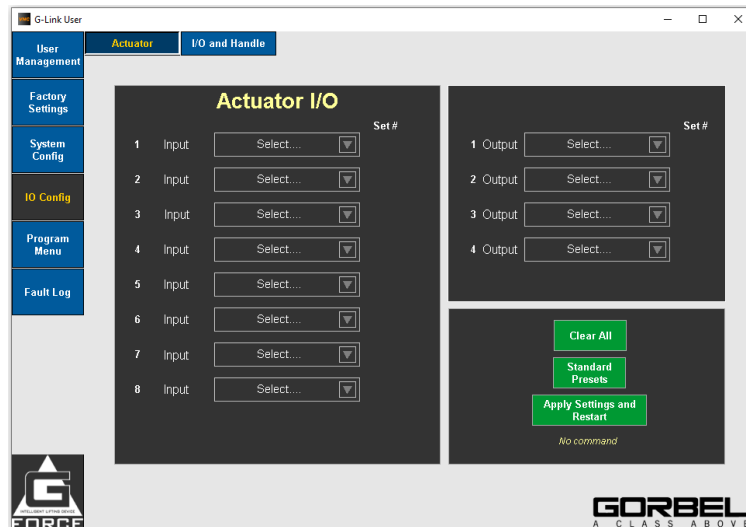 G-Link User
User
Management
Actuator
I/O and Handle
Factory
Settings
System
Config
IO Config
Program
Menu
Fault Log
Actuator I/O
Set #
1 Input Select....
2 Input Select....
3 Input Select....
4 Input Select....
5 Input Select....
6 Input Select....
7 Input Select....
8 Input Select....
Set #
1 Output Select....
2 Output Select....
3 Output Select....
4 Output Select....
Clear All
Standard
Presets
Apply Settings and
Restart
No command
G
INTELLIGENT LIFTING DEVICE
FORCE
GORBEL
A CLASS ABOVE